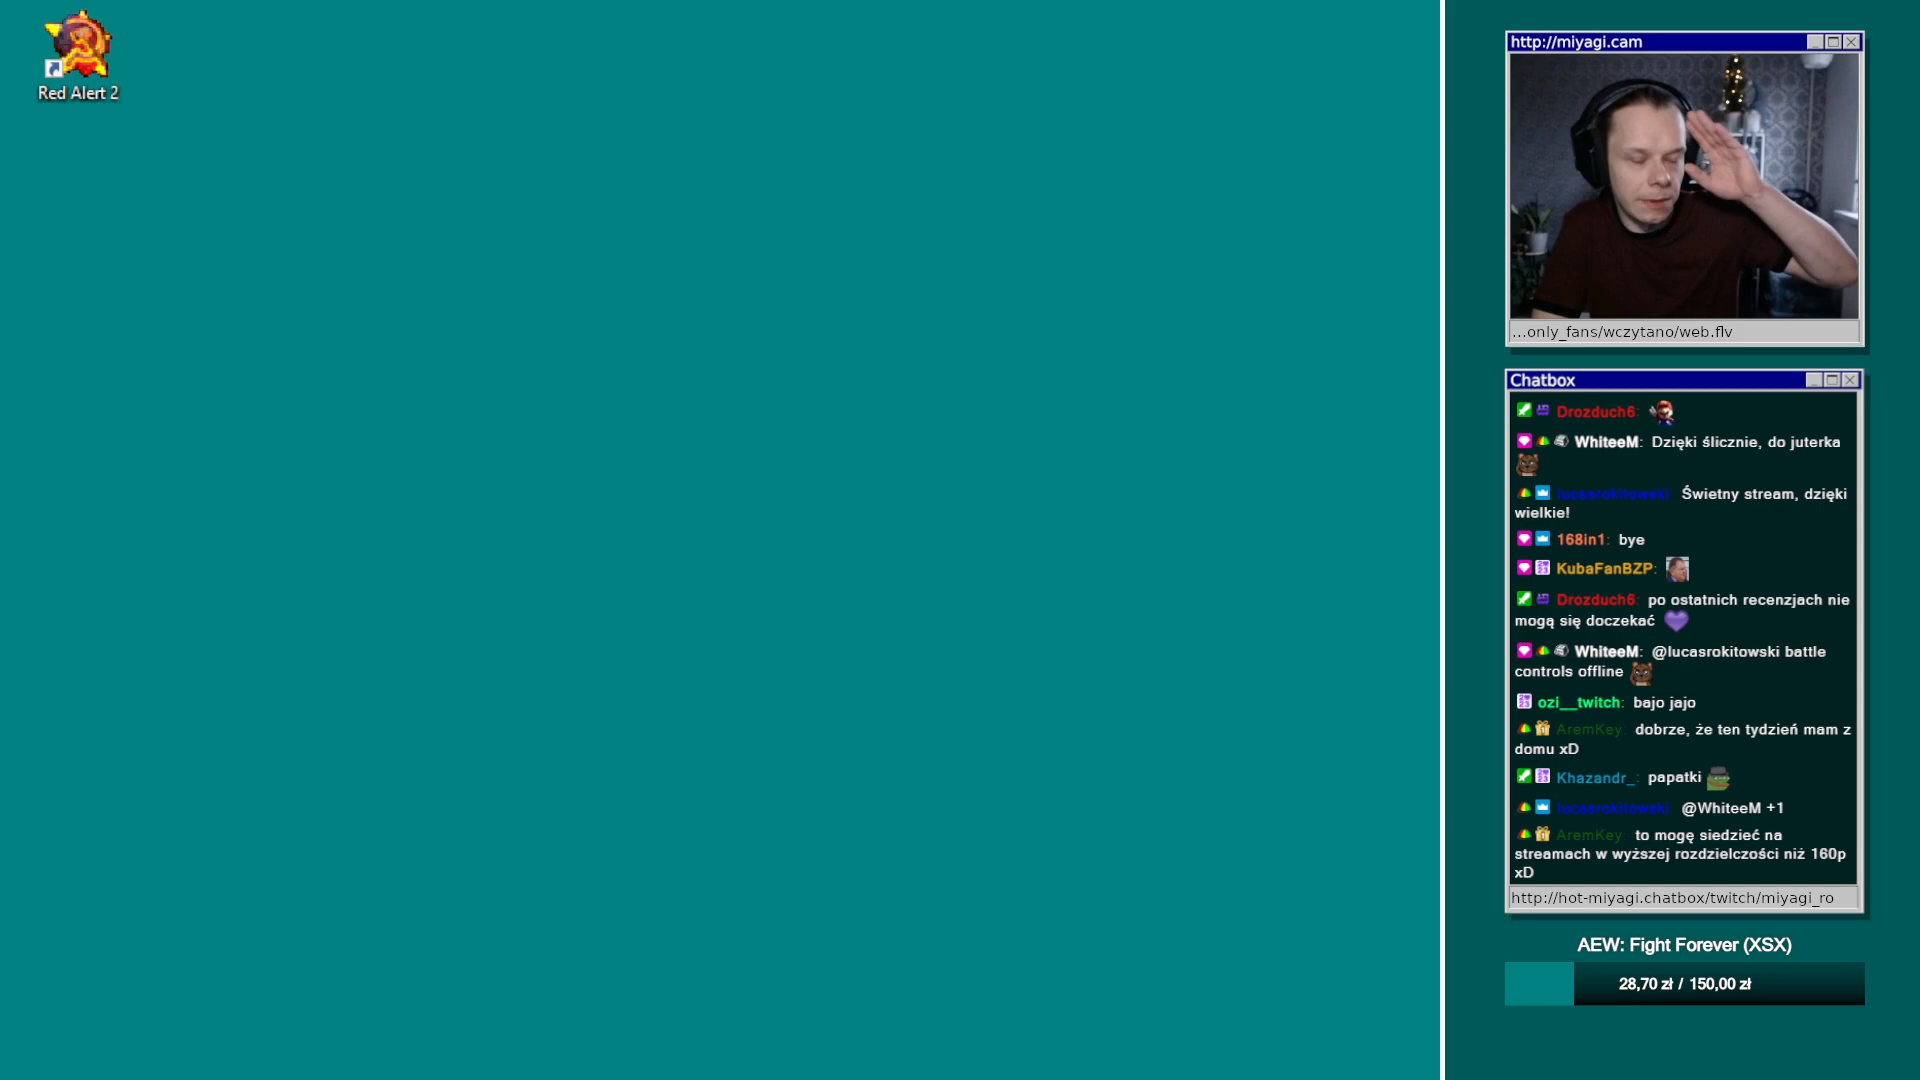 Red Alert 2
http://miyagi.cam
...only_fans/wczytano/web.flv
Chatbox
Drozduch6:
WhiteeM: Dzięki ślicznie, do juterka
lucasrokitowski: Świetny stream, dzięki
wielkie!
168in1: bye
KubaFanBZP:
Drozduch6: po ostatnich recenzjach nie
mogą się doczekać
WhiteeM: @lucasrokitowski battle
controls offline
ozi__twitch: bajo jajo
AremKey: dobrze, że ten tydzień mam z
domu xD
Khazandr_: papatki
lucasrokitowski: @WhiteeM +1
AremKey: to mogę siedzieć na
streamach w wyższej rozdzielczości niż 160p
xD
http://hot-miyagi.chatbox/twitch/miyagi_ro
AEW: Fight Forever (XSX)
28,70 zł / 150,00 zł